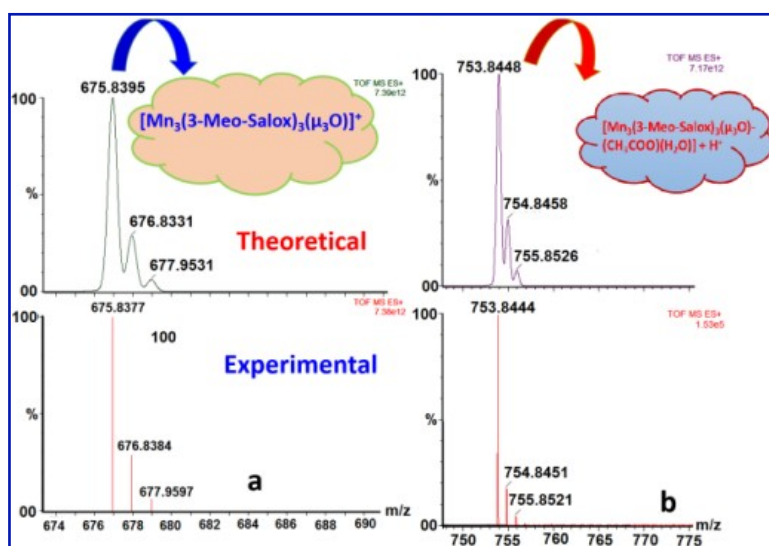 TOF MS ES+
7.39e12
675.8395
100
[Mn₃(3-Meo-Salox)₃(μ₃O)]⁺
%
676.8331
677.9531
Theoretical
00
TOF MS ES+
7.38e12
675.8377
100
Experimental
%
676.8384
677.9597
a
00
674 676 678 680 682 684 686 688 690 m/z
TOF MS ES+
7.17e12
753.8448
100
[Mn₃(3-Meo-Salox)₃(μ₃O)-
(CH₃COO)(H₂O)] + H⁺
%
754.8458
755.8526
00
TOF MS ES+
1.53e5
753.8444
100
%
754.8451
755.8521
b
00
750 755 760 765 770 775 m/z